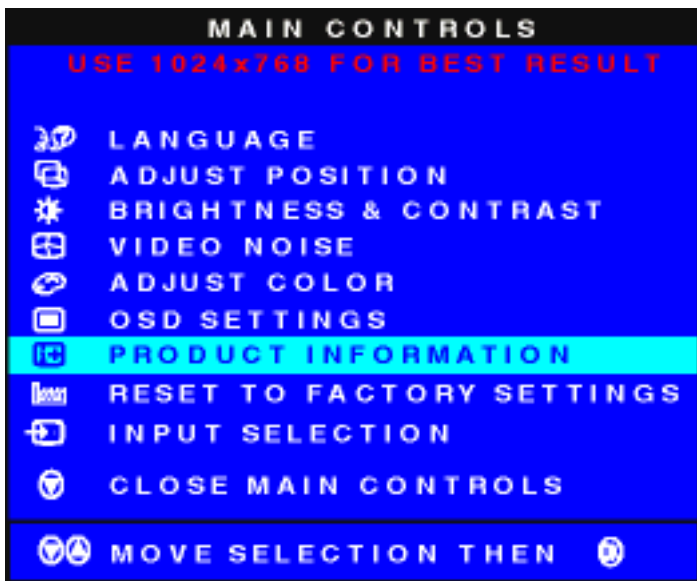 MAIN CONTROLS
USE 1024x768 FOR BEST RESULT
LANGUAGE
ADJUST POSITION
BRIGHTNESS & CONTRAST
VIDEO NOISE
ADJUST COLOR
OSD SETTINGS
PRODUCT INFORMATION
RESET TO FACTORY SETTINGS
INPUT SELECTION
CLOSE MAIN CONTROLS
MOVE SELECTION THEN OK